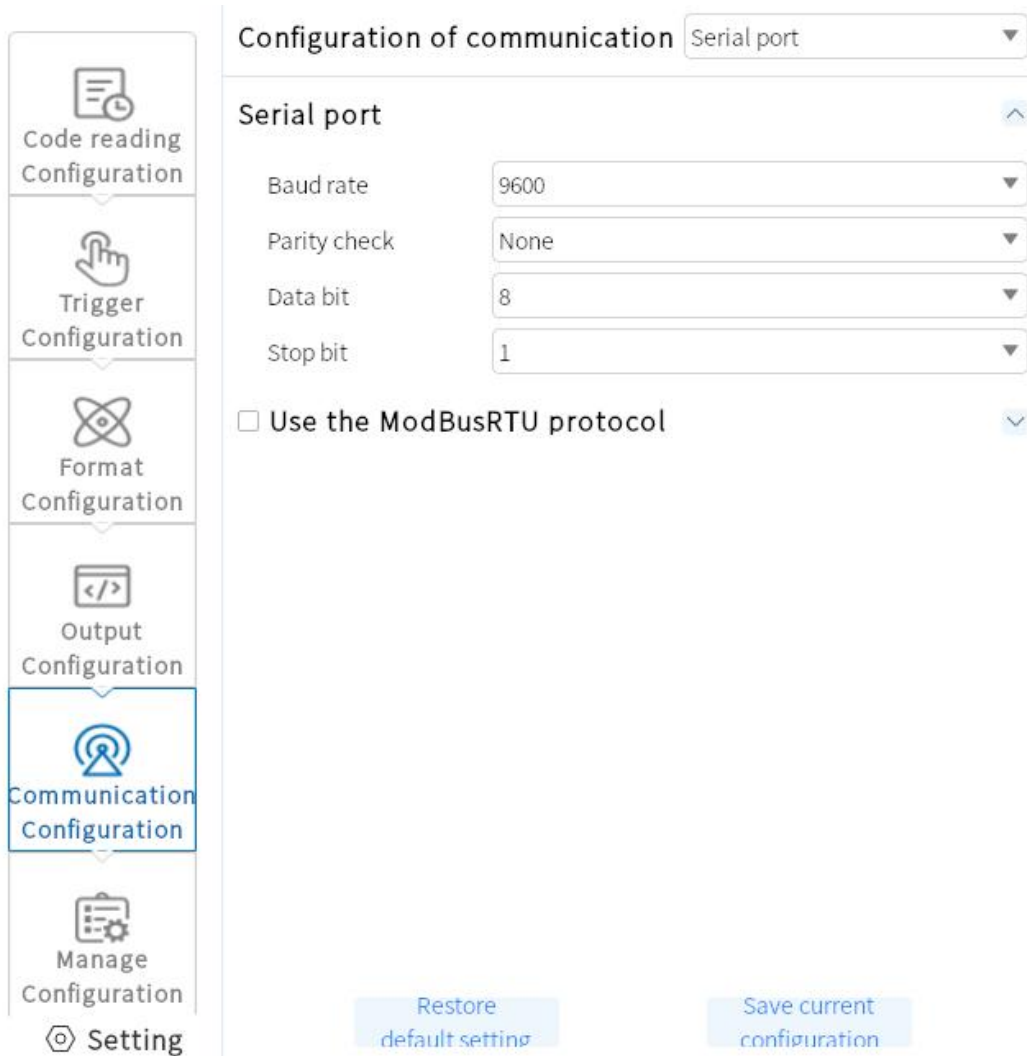 Code reading
Configuration
Trigger
Configuration
Format
Configuration
Output
Configuration
Communication
Configuration
Manage
Configuration
Setting
Configuration of communication Serial port
Serial port
Baud rate 9600
Parity check None
Data bit 8
Stop bit 1
Use the ModBusRTU protocol
Restore
default setting
Save current
configuration